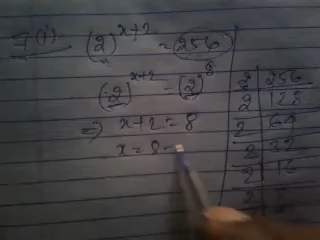 (i) (2)^{x+2} = 256
(2)^{x+2} = (2)^8
⇒ x+2 = 8
x = 8 -
2 | 256
2 | 128
2 | 64
2 | 32
2 | 16
2